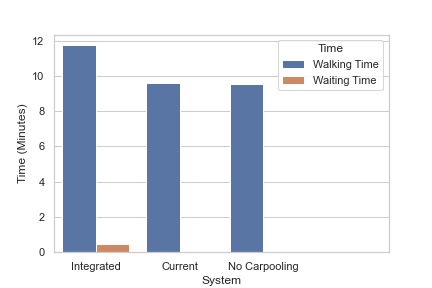 12
10
8
6
4
2
0
Time (Minutes)
Time
Walking Time
Waiting Time
Integrated
Current
No Carpooling
System